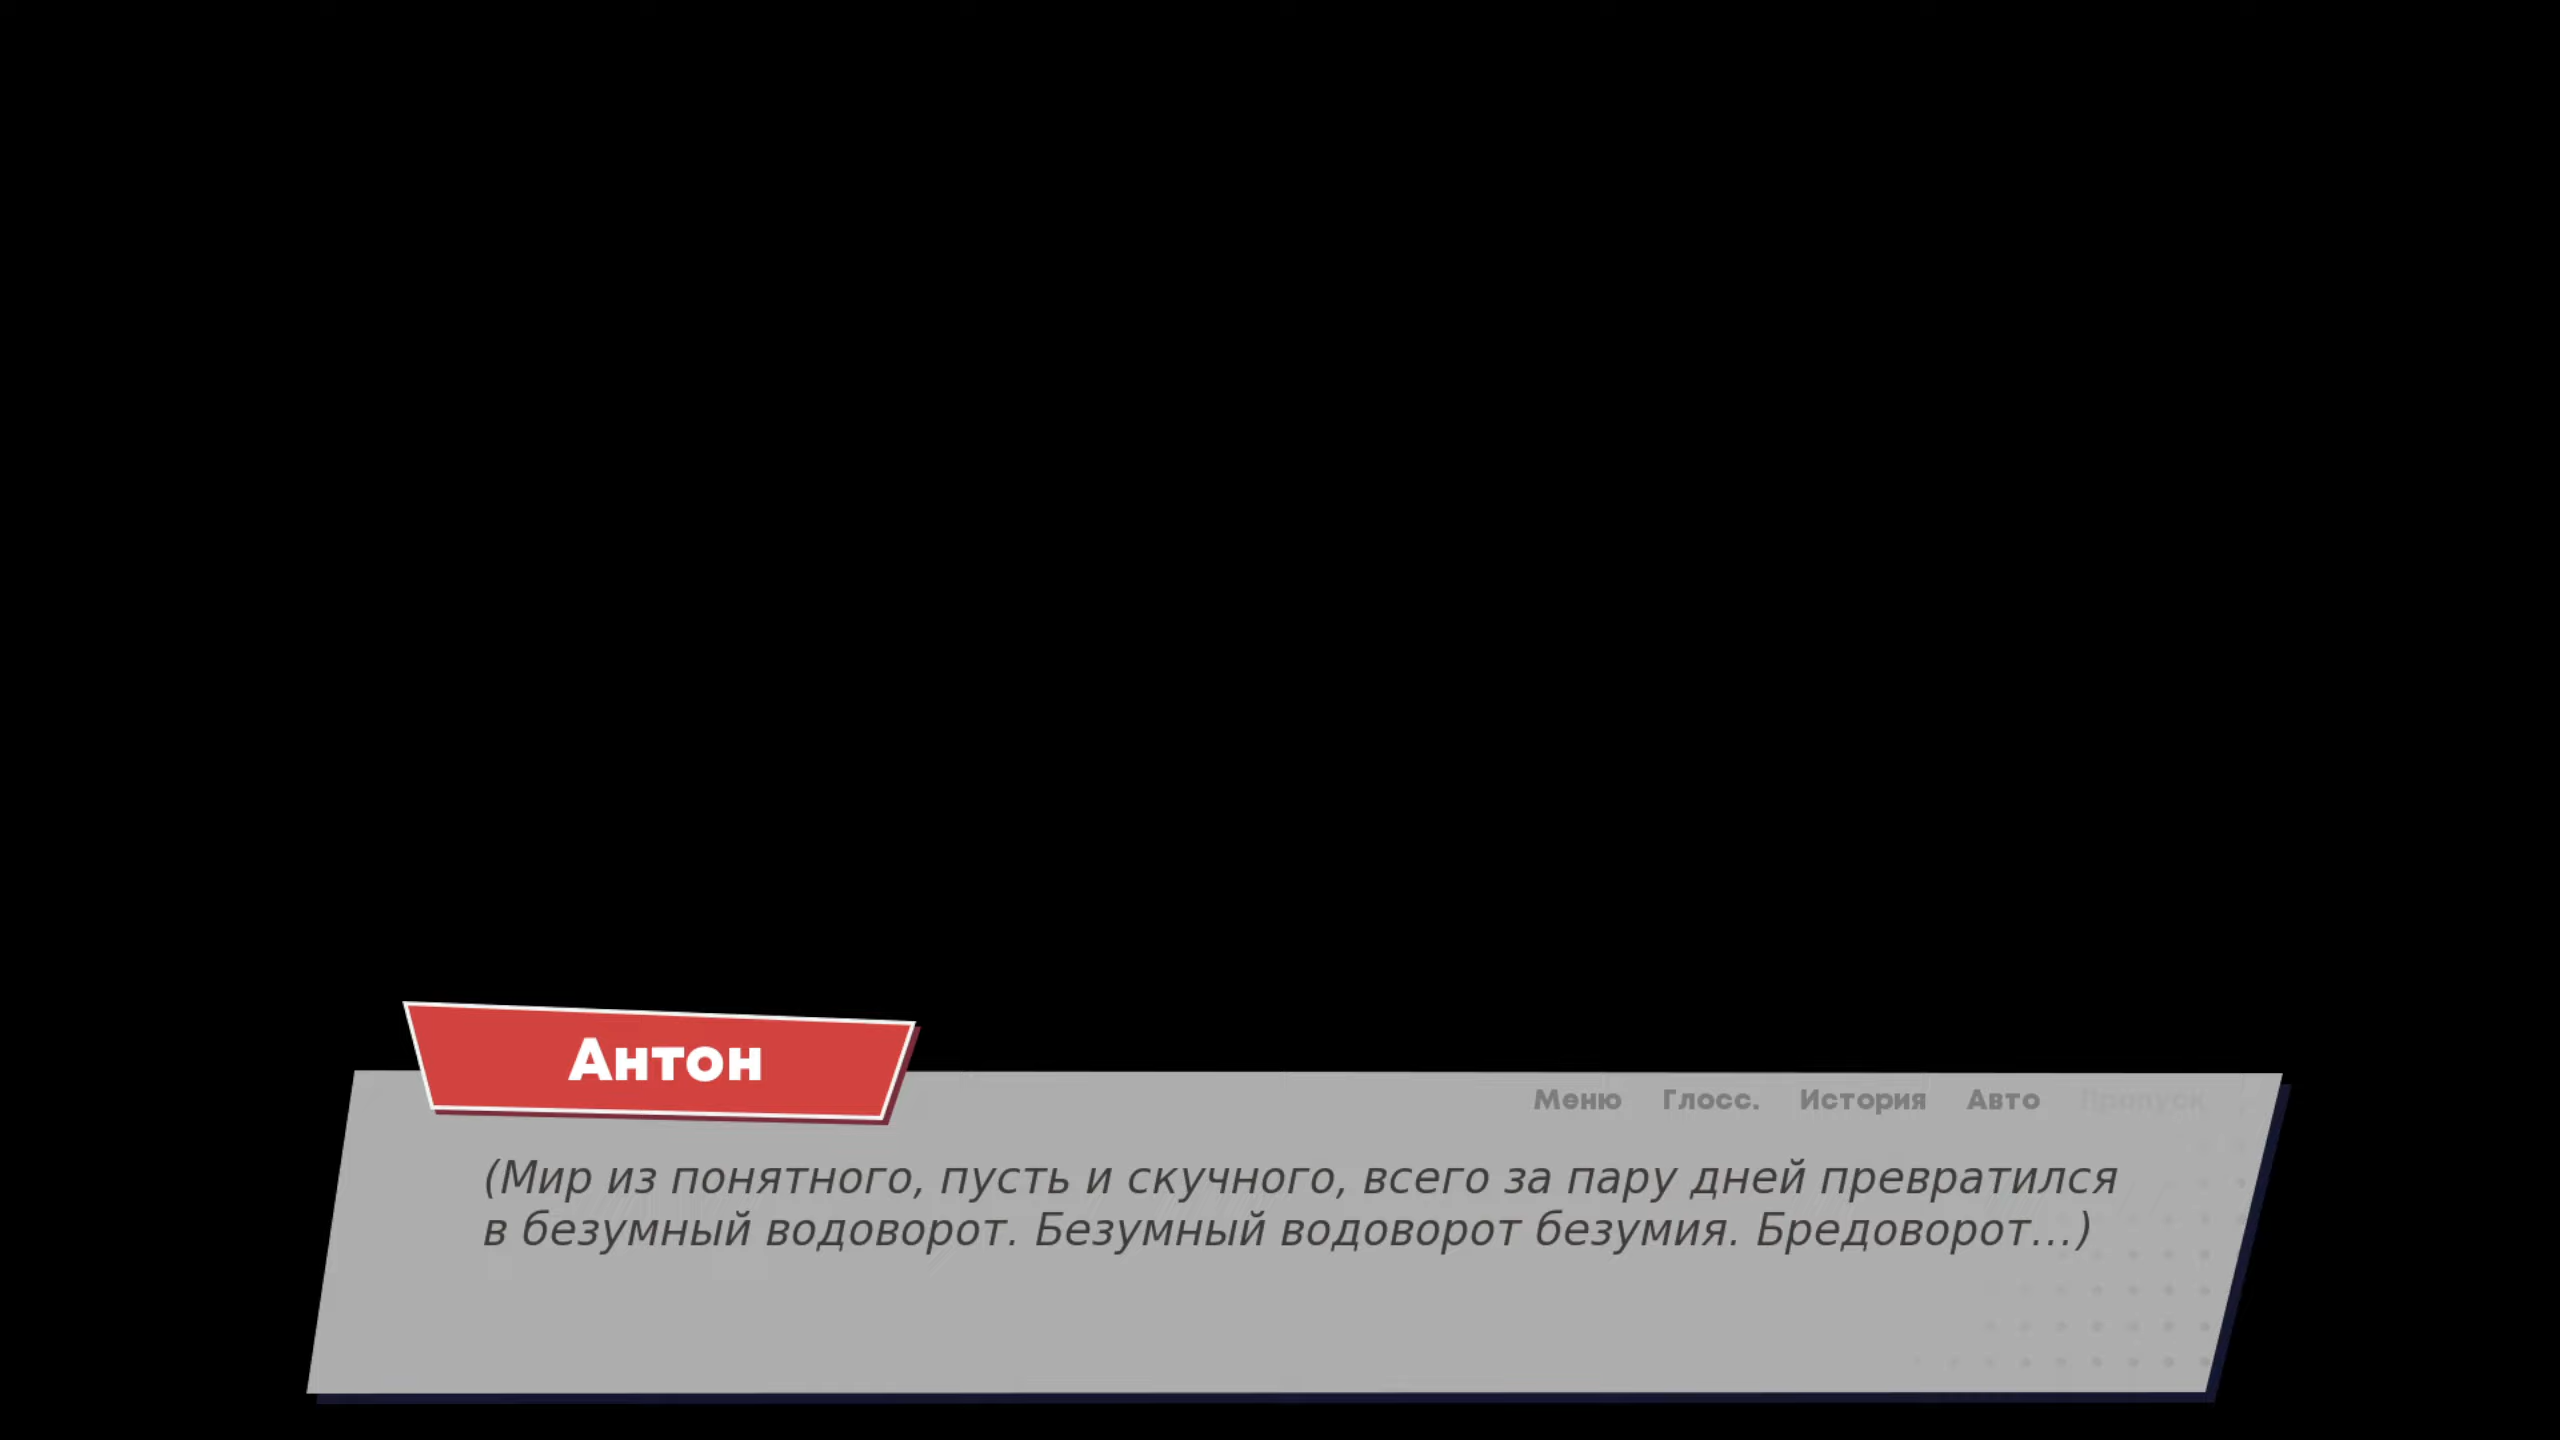 Антон
Меню Глосс. История Авто Пропуск
(Мир из понятного, пусть и скучного, всего за пару дней превратился
в безумный водоворот. Безумный водоворот безумия. Бредоворот...)